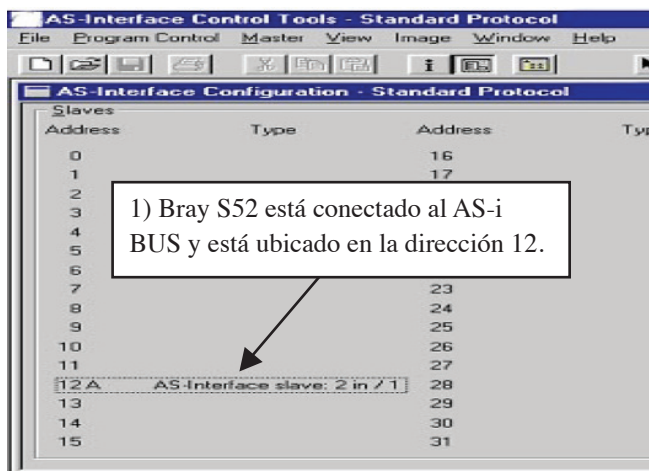 AS-Interface Control Tools - Standard Protocol
File Program Control Master View Image Window Help
AS-Interface Configuration - Standard Protocol
Slaves
Address Type Address
0 16
1 17
2
3
4
5
6
7 23
8 24
9 25
10 26
11 27
12 A AS-Interface slave: 2 in / 1 28
13 29
14 30
15 31
1) Bray S52 está conectado al AS-i
BUS y está ubicado en la dirección 12.